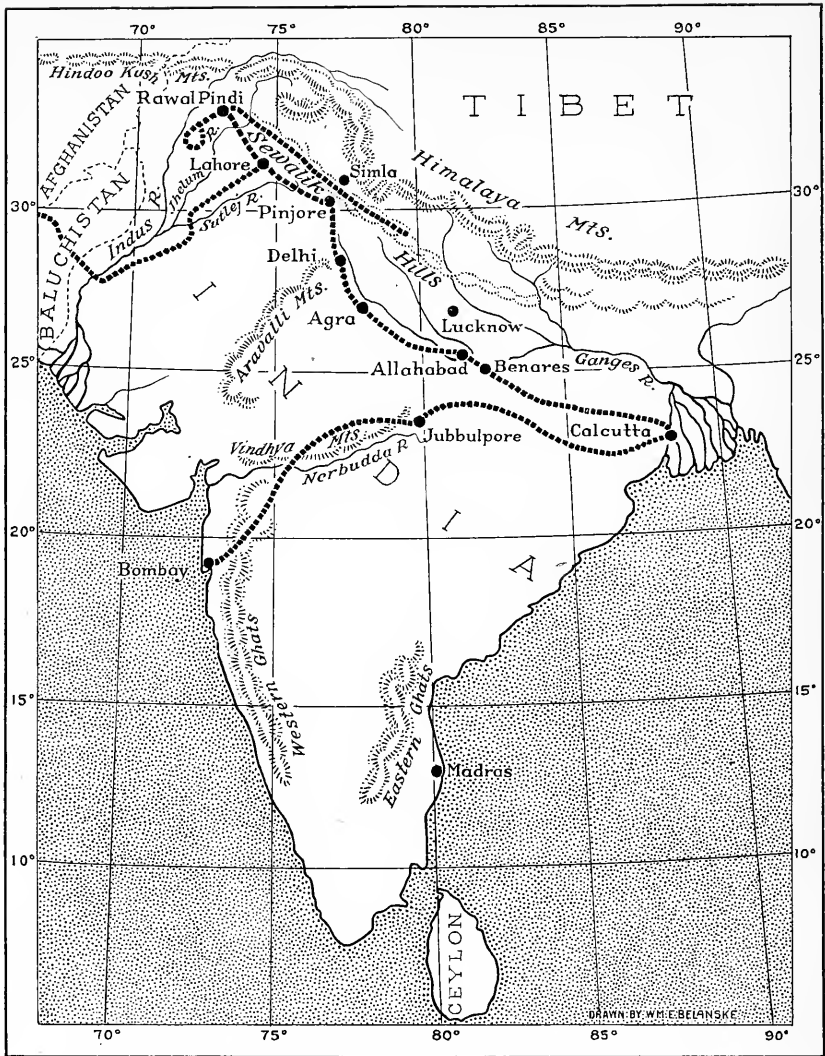 70°
75°
80°
85°
90°
Hindoo Kush Mts.
Rawal Pindi
TIBET
AFGHANISTAN
BALUCHISTAN
Indus R.
Jhelum R.
Lahore
Sewalik Hills
Simla
Himalaya Mts.
30°
30°
Sutlej R.
Pinjore
Delhi
Aravalli Mts.
Agra
Lucknow
25°
Allahabad
Benares
Ganges R.
25°
INDIA
Vindhya Mts.
Jubbulpore
Calcutta
Nerbudda R.
20°
20°
Bombay
Western Ghats
15°
Eastern Ghats
15°
Madras
10°
10°
CEYLON
DRAWN BY WM. E. BELANSKE
70°
75°
80°
85°
90°